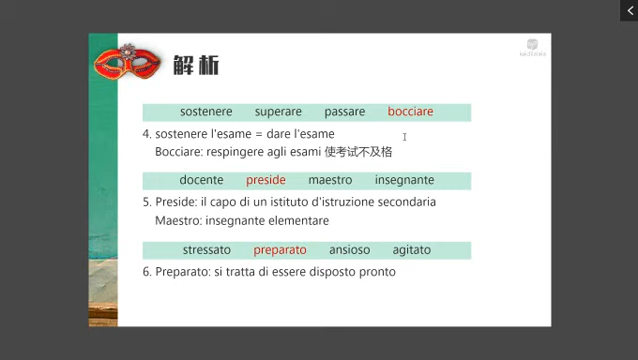 解析
sostenere superare passare bocciare
4. sostenere l'esame = dare l'esame
Bocciare: respingere agli esami 使考试不及格
docente preside maestro insegnante
5. Preside: il capo di un istituto d'istruzione secondaria
Maestro: insegnante elementare
stressato preparato ansioso agitato
6. Preparato: si tratta di essere disposto pronto